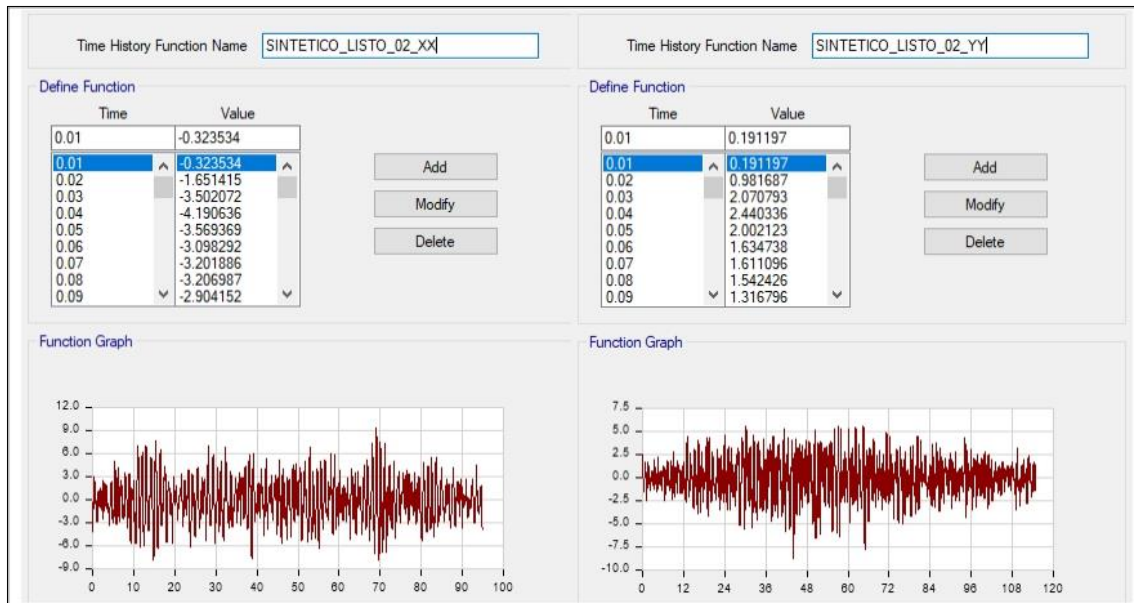 Time History Function Name SINTETICO_LISTO_02_XX
Define Function
Time Value
0.01 -0.323534
0.01 -0.323534
0.02 -1.651415
0.03 -3.502072
0.04 -4.190636
0.05 -3.569369
0.06 -3.098292
0.07 -3.201886
0.08 -3.206987
0.09 -2.904152
Add
Modify
Delete
Function Graph
12.0
9.0
6.0
3.0
0.0
-3.0
-6.0
-9.0
0 10 20 30 40 50 60 70 80 90 100
Time History Function Name SINTETICO_LISTO_02_YY
Define Function
Time Value
0.01 0.191197
0.01 0.191197
0.02 0.981687
0.03 2.070793
0.04 2.440336
0.05 2.002123
0.06 1.634738
0.07 1.611096
0.08 1.542426
0.09 1.316796
Add
Modify
Delete
Function Graph
7.5
5.0
2.5
0.0
-2.5
-5.0
-7.5
-10.0
0 12 24 36 48 60 72 84 96 108 120